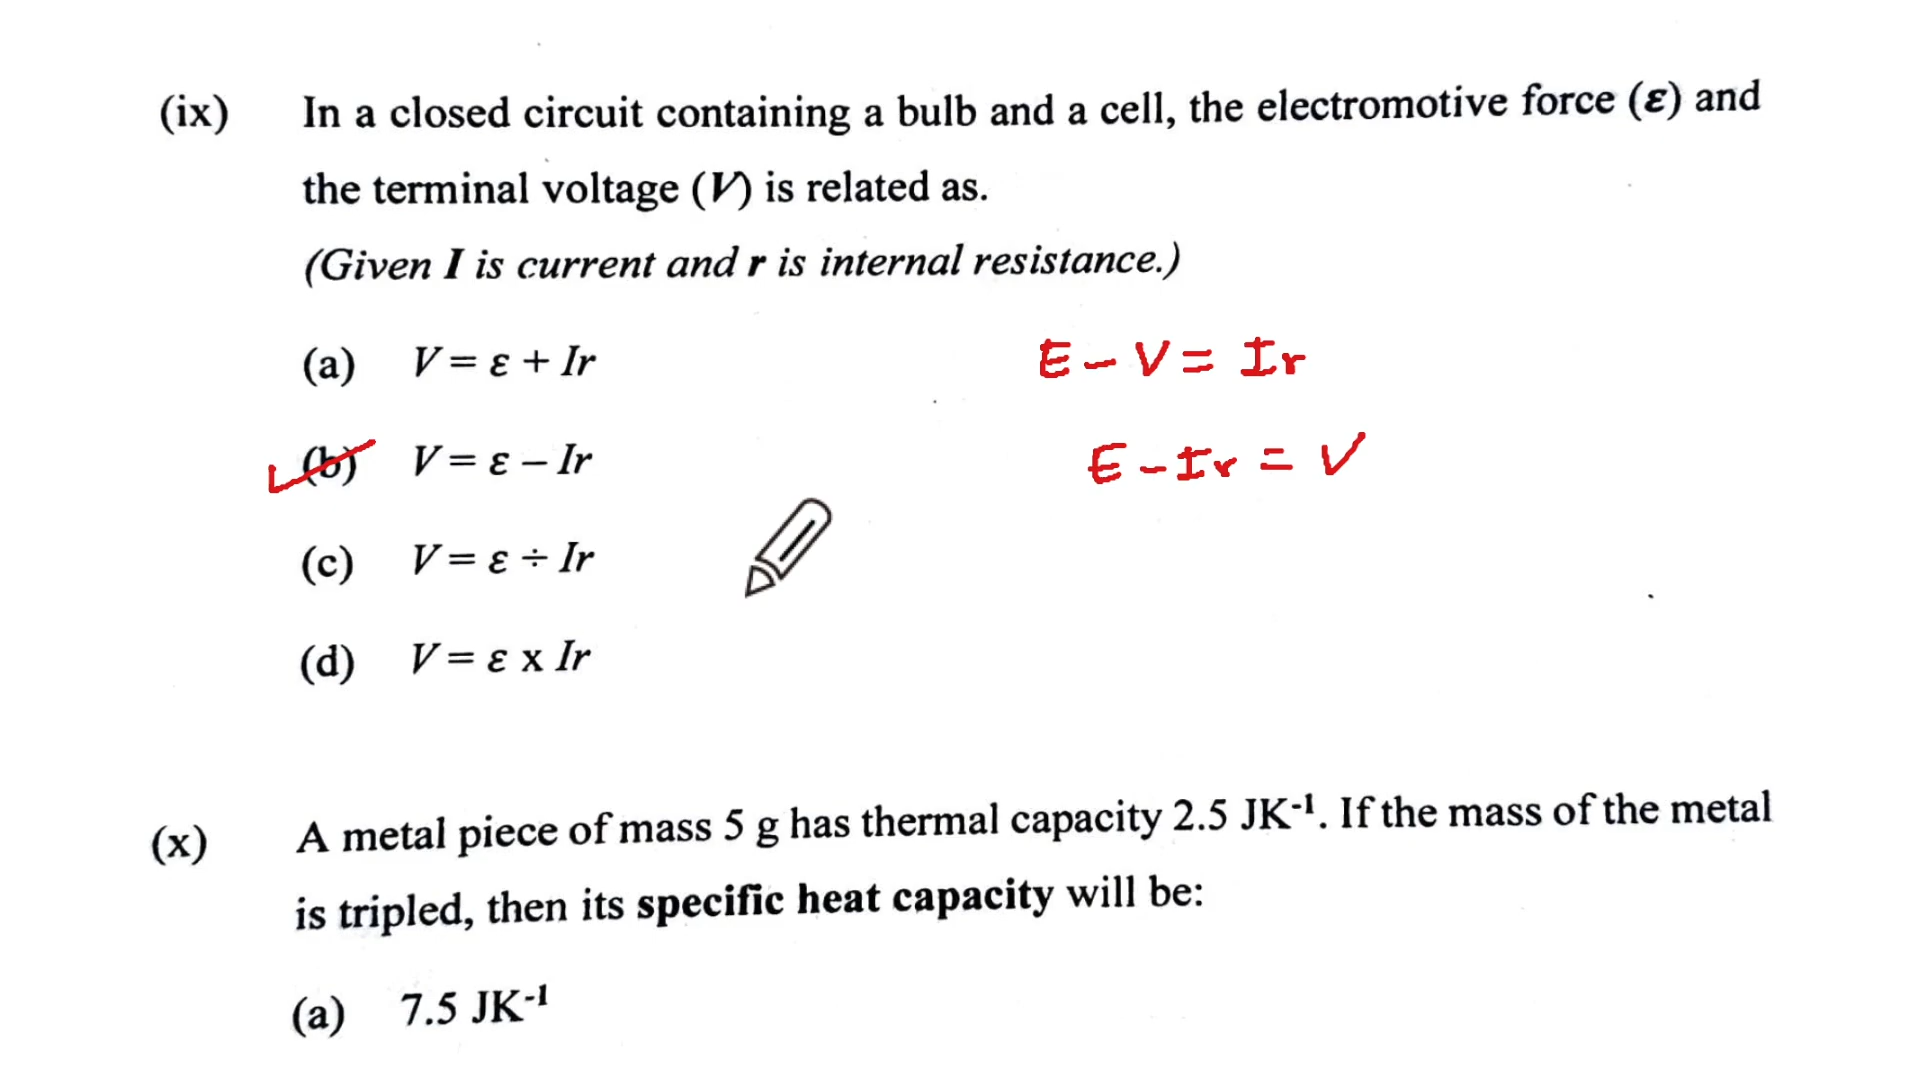 (ix) In a closed circuit containing a bulb and a cell, the electromotive force (ε) and
the terminal voltage (V) is related as.
(Given I is current and r is internal resistance.)
(a) V = ε + Ir
E - V = Ir
(b) V = ε – Ir
E - Ir = V
(c) V = ε ÷ Ir
(d) V = ε x Ir
(x) A metal piece of mass 5 g has thermal capacity 2.5 JK⁻¹. If the mass of the metal
is tripled, then its specific heat capacity will be:
(a) 7.5 JK⁻¹